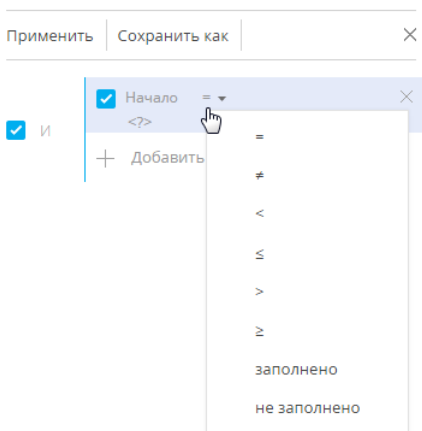 Применить Сохранить как
Начало =
<?>
И
Добавить
=
≠
<
≤
>
≥
заполнено
не заполнено